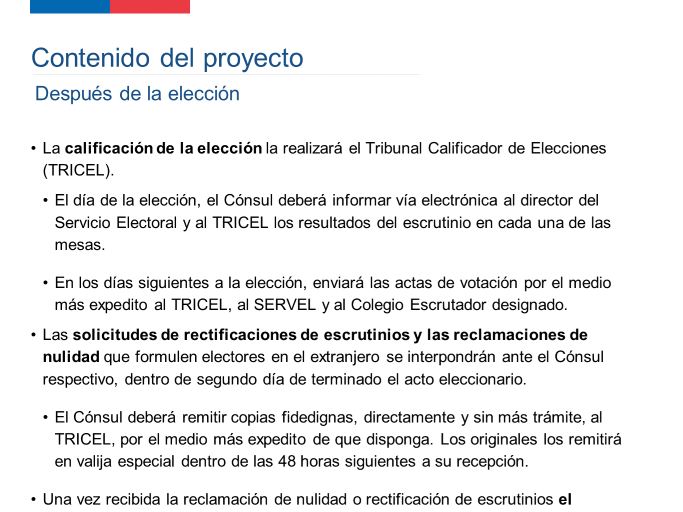 Contenido del proyecto
Después de la elección
• La calificación de la elección la realizará el Tribunal Calificador de Elecciones
(TRICEL).
• El día de la elección, el Cónsul deberá informar vía electrónica al director del
Servicio Electoral y al TRICEL los resultados del escrutinio en cada una de las
mesas.
• En los días siguientes a la elección, enviará las actas de votación por el medio
más expedito al TRICEL, al SERVEL y al Colegio Escrutador designado.
• Las solicitudes de rectificaciones de escrutinios y las reclamaciones de
nulidad que formulen electores en el extranjero se interpondrán ante el Cónsul
respectivo, dentro de segundo día de terminado el acto eleccionario.
• El Cónsul deberá remitir copias fidedignas, directamente y sin más trámite, al
TRICEL, por el medio más expedito de que disponga. Los originales los remitirá
en valija especial dentro de las 48 horas siguientes a su recepción.
• Una vez recibida la reclamación de nulidad o rectificación de escrutinios el